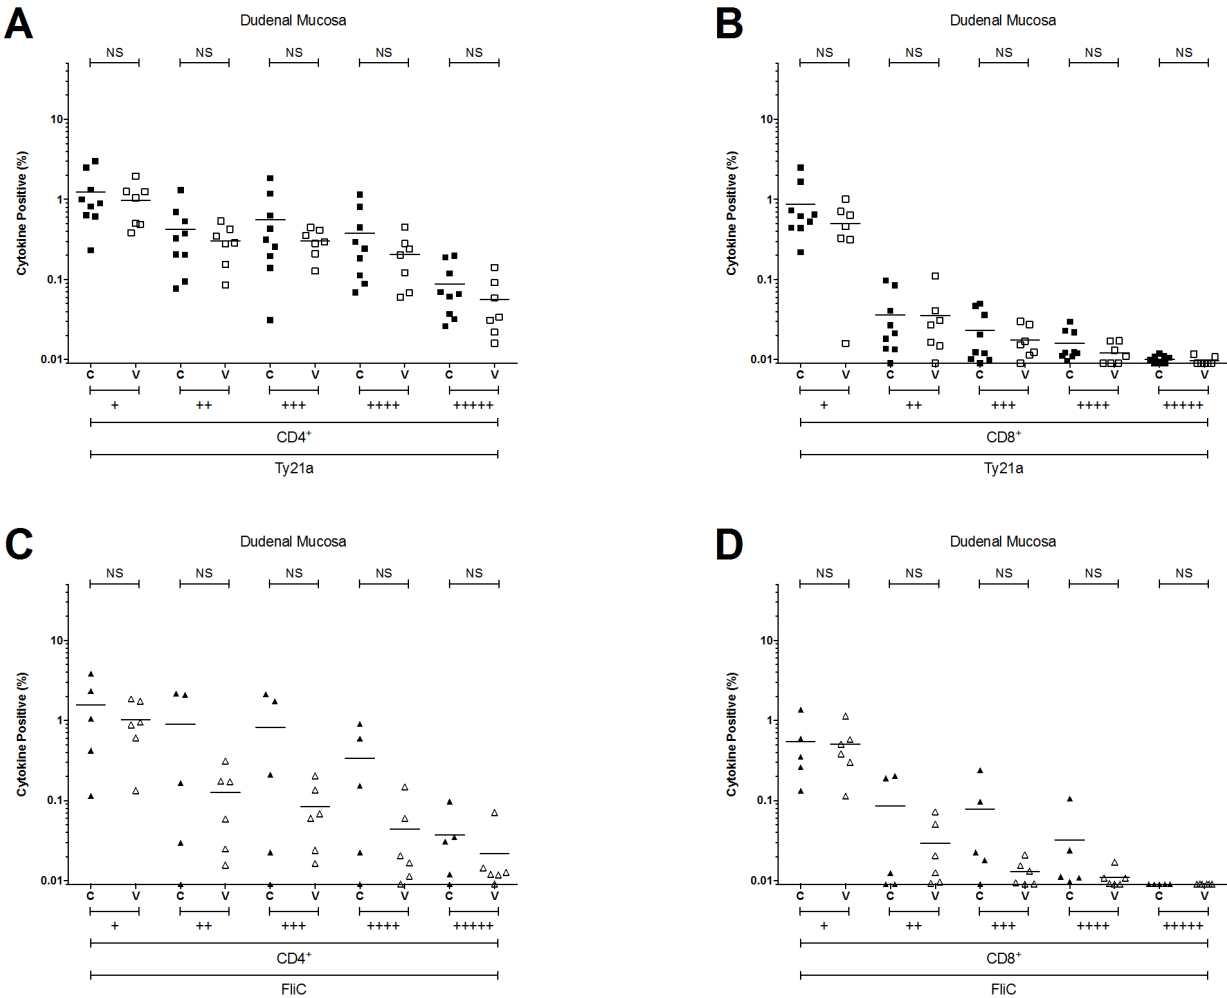 A
Dudenal Mucosa
NS NS NS NS NS
Cytokine Positive (%)
10
1
0.1
0.01
C V C V C V C V C V
+ ++ +++ ++++ +++++
CD4⁺
Ty21a
B
Dudenal Mucosa
NS NS NS NS NS
Cytokine Positive (%)
10
1
0.1
0.01
C V C V C V C V C V
+ ++ +++ ++++ +++++
CD8⁺
Ty21a
C
Dudenal Mucosa
NS NS NS NS NS
Cytokine Positive (%)
10
1
0.1
0.01
C V C V C V C V C V
+ ++ +++ ++++ +++++
CD4⁺
FliC
D
Dudenal Mucosa
NS NS NS NS NS
Cytokine Positive (%)
10
1
0.1
0.01
C V C V C V C V C V
+ ++ +++ ++++ +++++
CD8⁺
FliC